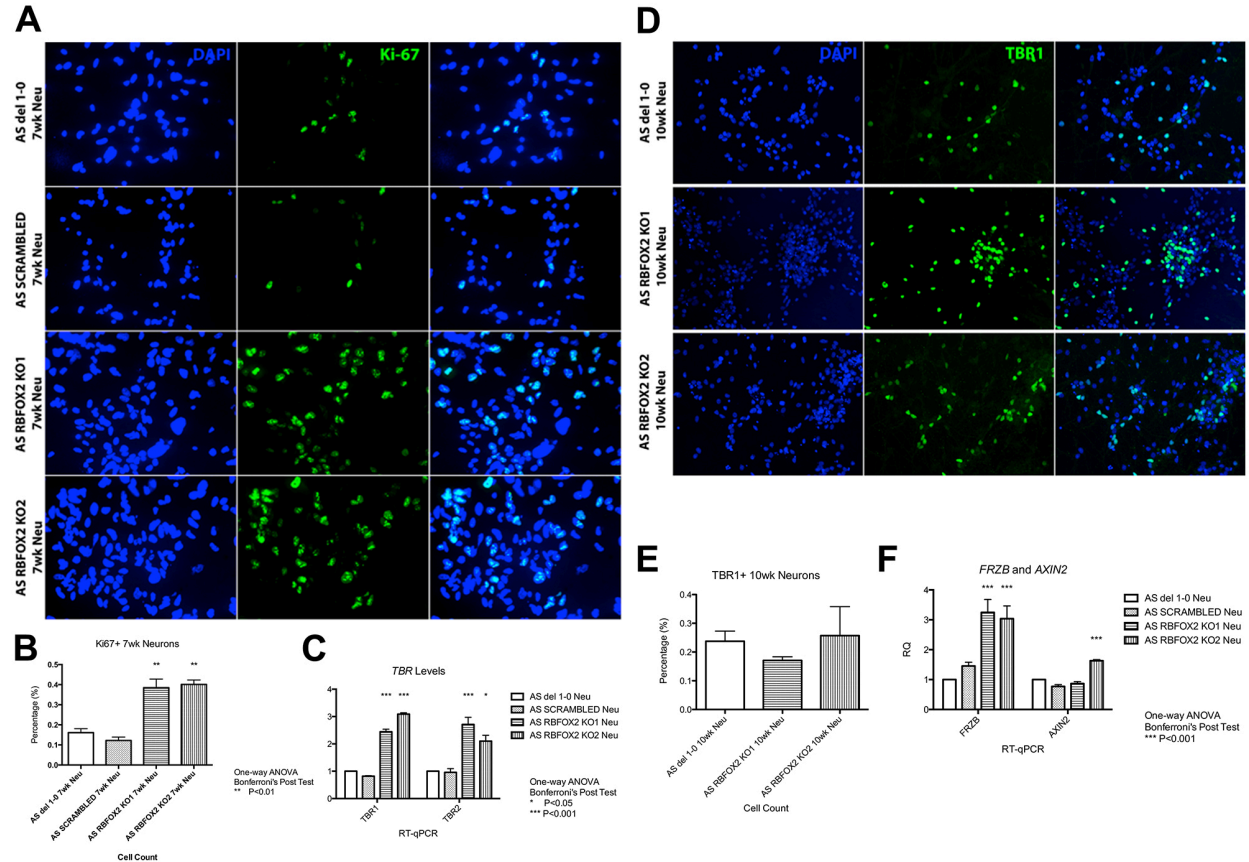 A
DAPI
Ki-67
AS del 1-0
7wk Neu
AS SCRAMBLED
7wk Neu
AS RBFOX2 KO1
7wk Neu
AS RBFOX2 KO2
7wk Neu
D
DAPI
TBR1
AS del 1-0
10wk Neu
AS RBFOX2 KO1
10wk Neu
AS RBFOX2 KO2
10wk Neu
B
Ki67+ 7wk Neurons
Percentage (%)
0.5
0.4
0.3
0.2
0.1
0.0
**
**
AS del 1-0 7wk Neu
AS SCRAMBLED 7wk Neu
AS RBFOX2 KO1 7wk Neu
AS RBFOX2 KO2 7wk Neu
Cell Count
One-way ANOVA
Bonferroni's Post Test
** P<0.01
C
TBR Levels
RQ
4
3
2
1
0
***
***
***
*
TBR1
TBR2
RT-qPCR
AS del 1-0 Neu
AS SCRAMBLED Neu
AS RBFOX2 KO1 Neu
AS RBFOX2 KO2 Neu
One-way ANOVA
Bonferroni's Post Test
* P<0.05
*** P<0.001
E
TBR1+ 10wk Neurons
Percentage (%)
0.4
0.3
0.2
0.1
0.0
AS del 1-0 10wk Neu
AS RBFOX2 KO1 10wk Neu
AS RBFOX2 KO2 10wk Neu
Cell Count
F
FRZB and AXIN2
RQ
4
3
2
1
0
***
***
***
FRZB
AXIN2
RT-qPCR
AS del 1-0 Neu
AS SCRAMBLED Neu
AS RBFOX2 KO1 Neu
AS RBFOX2 KO2 Neu
One-way ANOVA
Bonferroni's Post Test
*** P<0.001